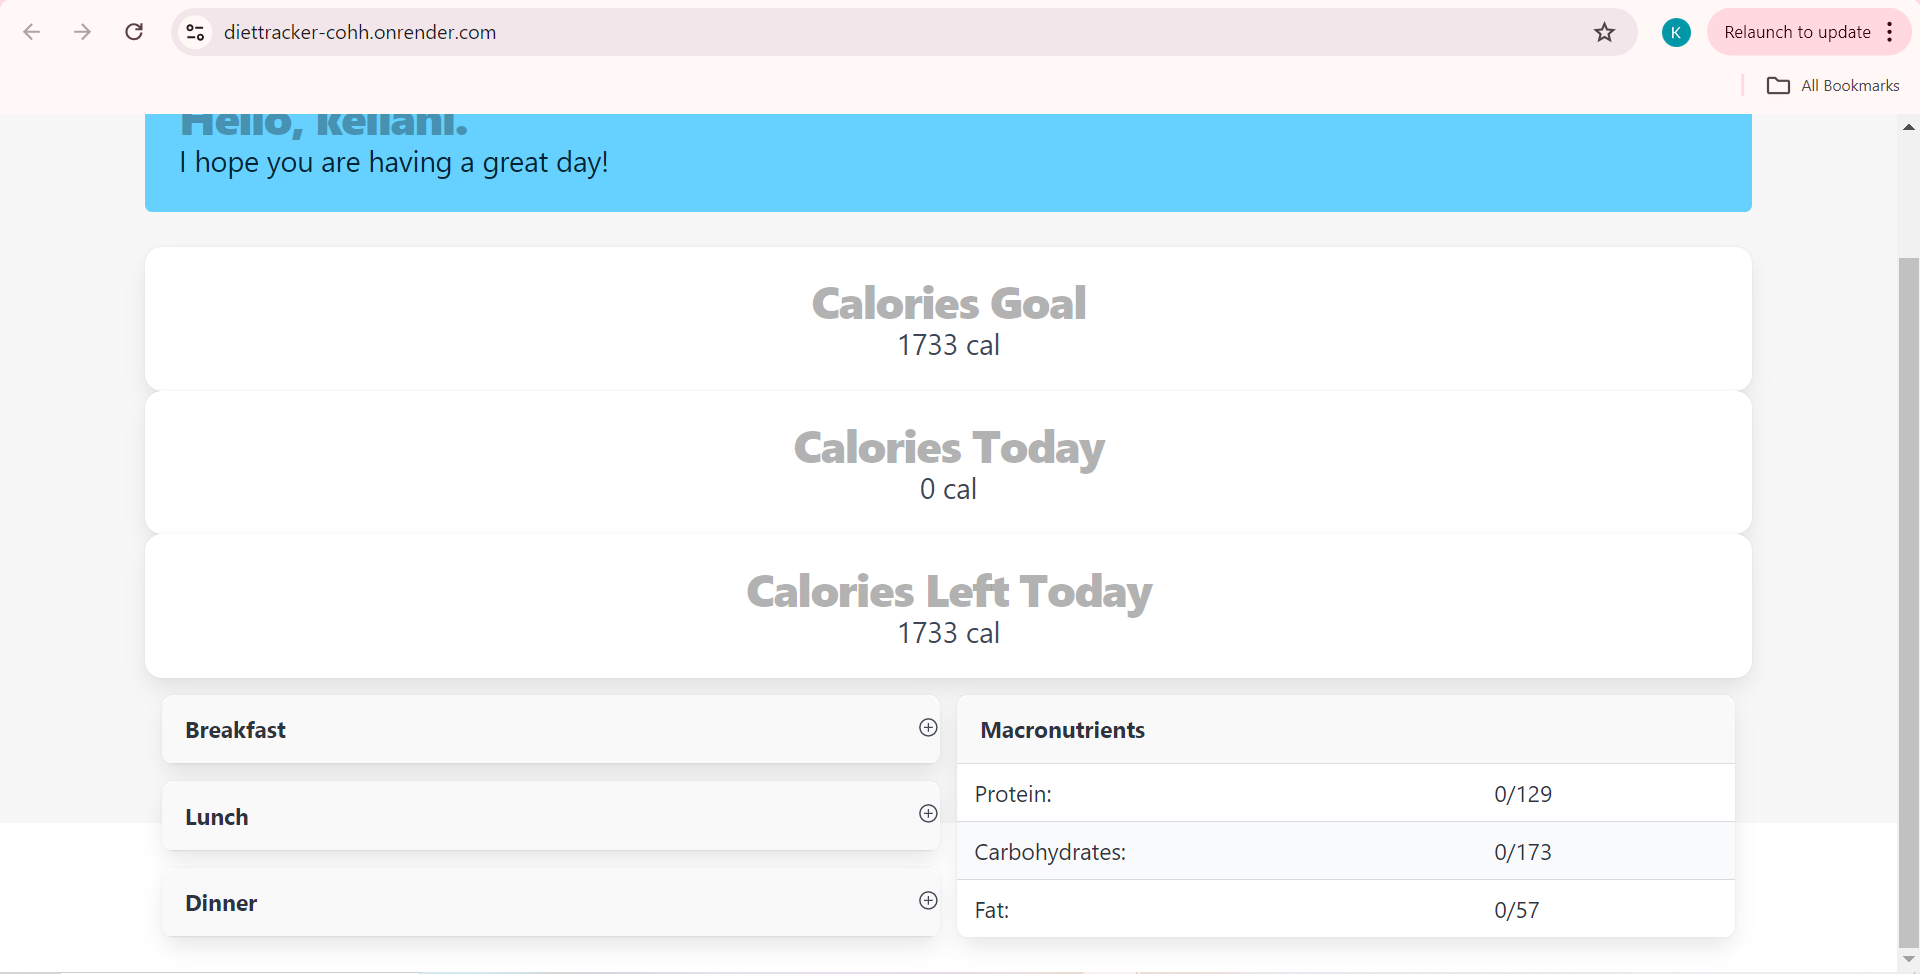 diettracker-cohh.onrender.com
K
Relaunch to update
All Bookmarks
Hello, keilani.
I hope you are having a great day!
Calories Goal
1733 cal
Calories Today
0 cal
Calories Left Today
1733 cal
Breakfast
Lunch
Dinner
Macronutrients
Protein: 0/129
Carbohydrates: 0/173
Fat: 0/57